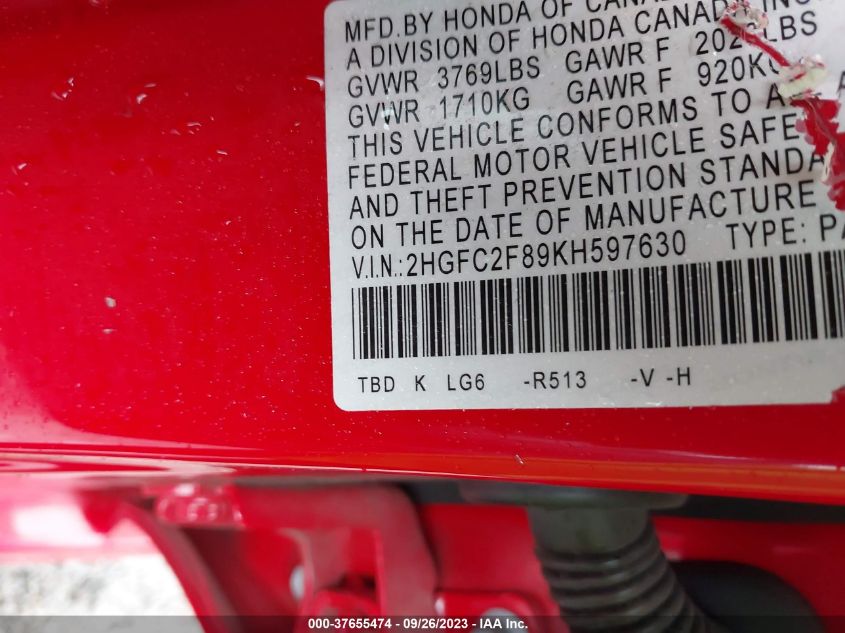 MFD.BY HONDA OF
A DIVISION OF HONDA CANADA
GVWR 3769LBS GAWR F LBS
GVWR 1710KG GAWR F 920KG
THIS VEHICLE CONFORMS TO
FEDERAL MOTOR VEHICLE
AND THEFT PREVENTION
ON THE DATE OF MANUFACTURE
V.I.N.:2HGFC2F89KH597630 TYPE:
TBD K LG6 -R513 -V -H
000-37655474 - 09/26/2023 - IAA Inc.